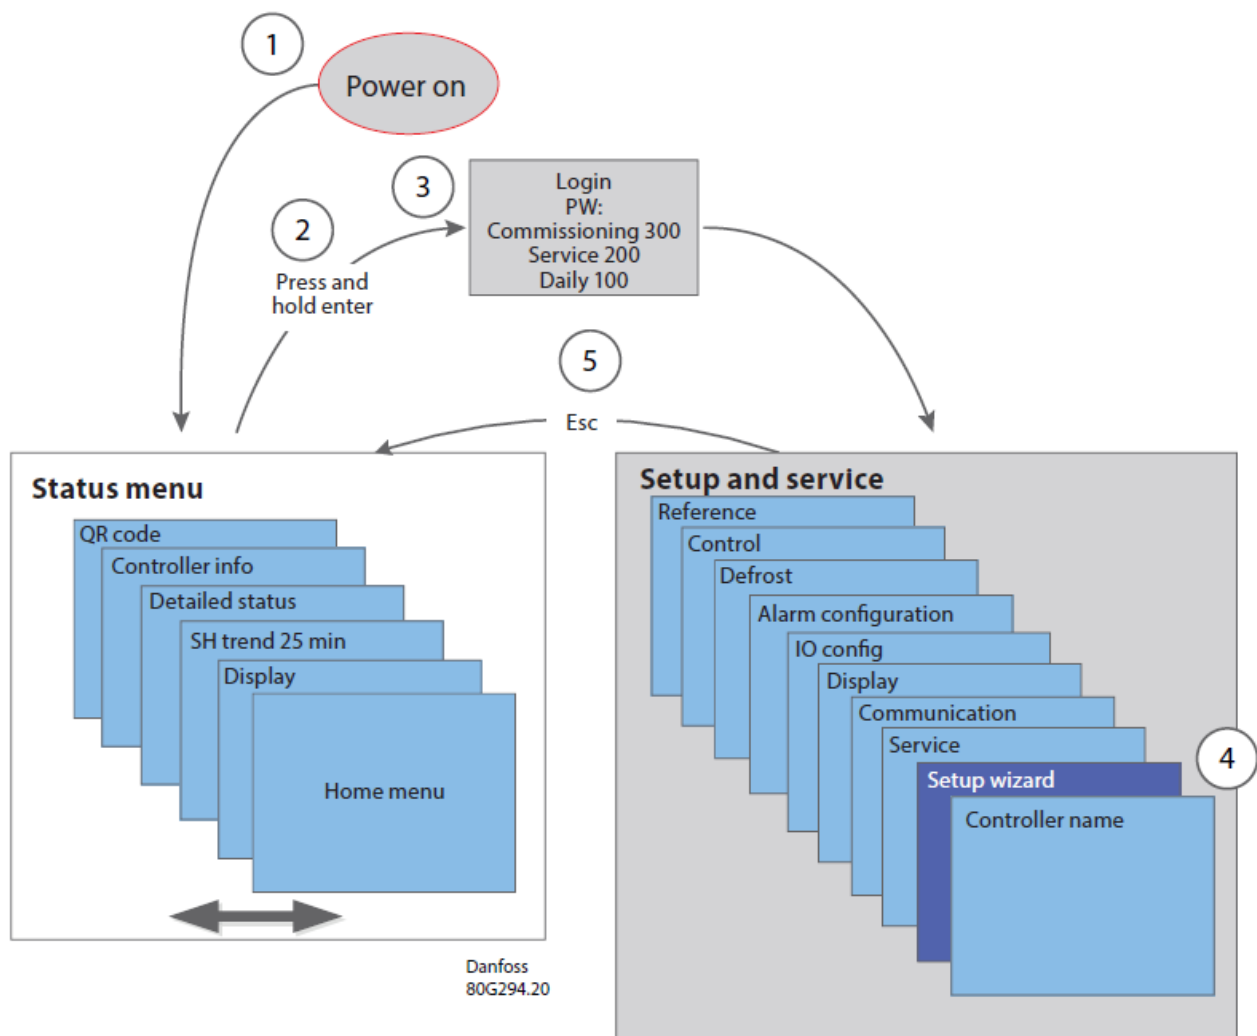 1
Power on
3
Login
PW:
Commissioning 300
Service 200
Daily 100
2
Press and
hold enter
5
Esc
Status menu
QR code
Controller info
Detailed status
SH trend 25 min
Display
Home menu
Danfoss
80G294.20
Setup and service
Reference
Control
Defrost
Alarm configuration
IO config
Display
Communication
Service
4
Setup wizard
Controller name